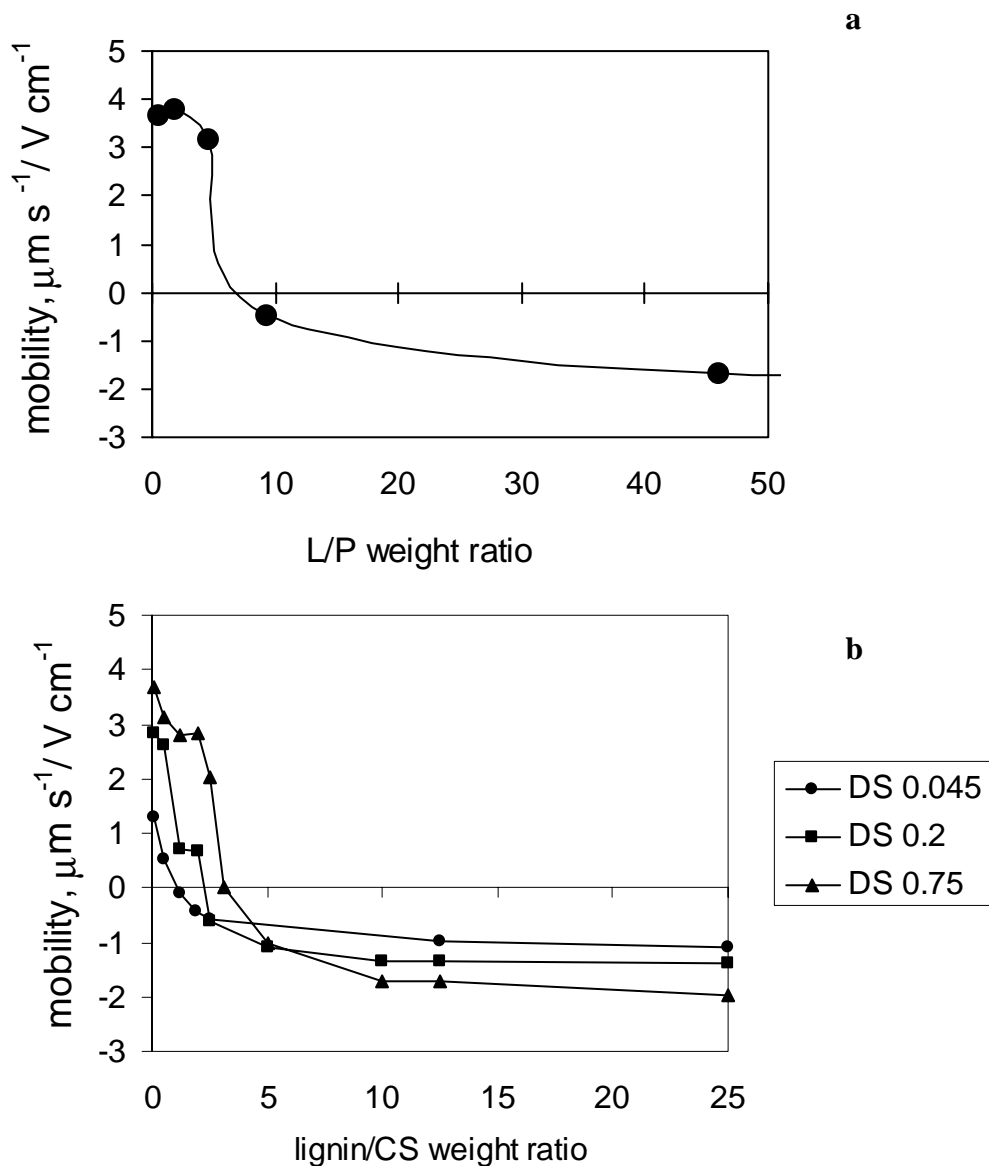 a
5
4
3
2
1
0
-1
-2
-3
mobility, μm s -1/ V cm-1
0 10 20 30 40 50
L/P weight ratio
b
5
4
3
2
1
0
-1
-2
-3
mobility, μm s-1/ V cm-1
0 5 10 15 20 25
lignin/CS weight ratio
DS 0.045
DS 0.2
DS 0.75